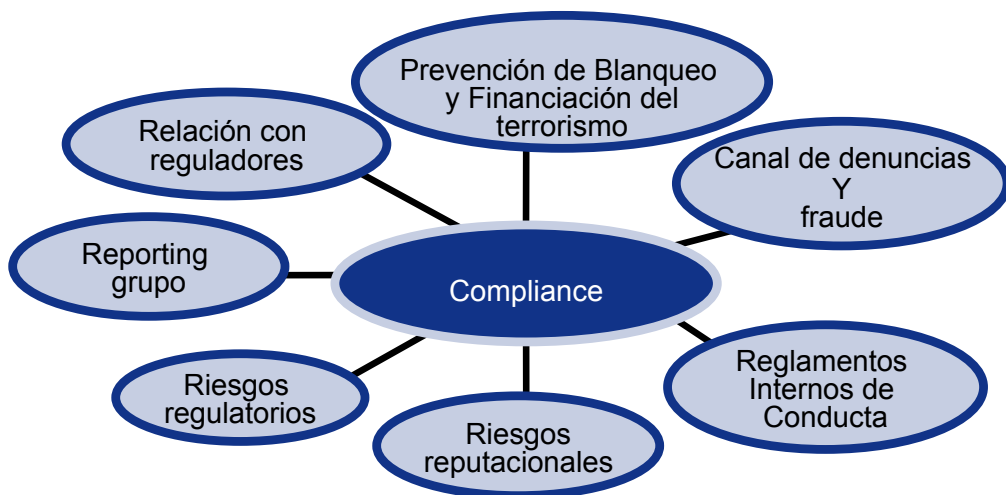 Prevención de Blanqueo
y Financiación del
terrorismo
Relación con
reguladores
Canal de denuncias
Y
fraude
Reporting
grupo
Compliance
Reglamentos
Internos de
Conducta
Riesgos
regulatorios
Riesgos
reputacionales